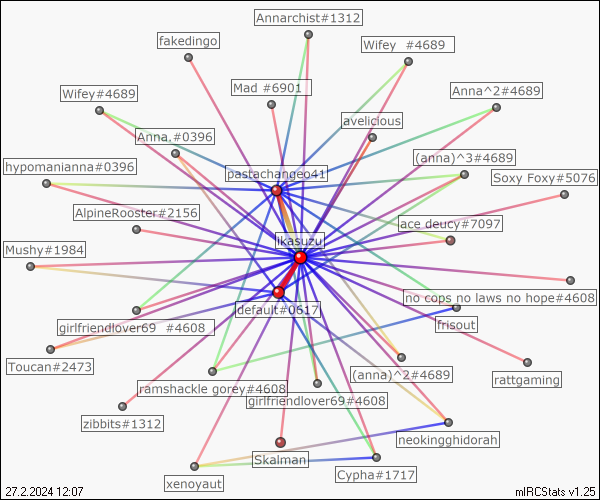 Annarchist#1312
fakedingo
Wifey #4689
Mad #6901
Wifey#4689
Anna^2#4689
avelicious
Anna.#0396
(anna)^3#4689
hypomanianna#0396
pastachangeo41
Soxy Foxy#5076
AlpineRooster#2156
ace deucy#7097
ikasuzu
Mushy#1984
no cops no laws no hope#4608
default#0617
frisout
girlfriendlover69 #4608
Toucan#2473
(anna)^2#4689
rattgaming
ramshackle gorey#4608
girlfriendlover69#4608
zibbits#1312
neokingghidorah
Skalman
Cypha#1717
xenoyaut
27.2.2024 12:07
mIRCStats v1.25